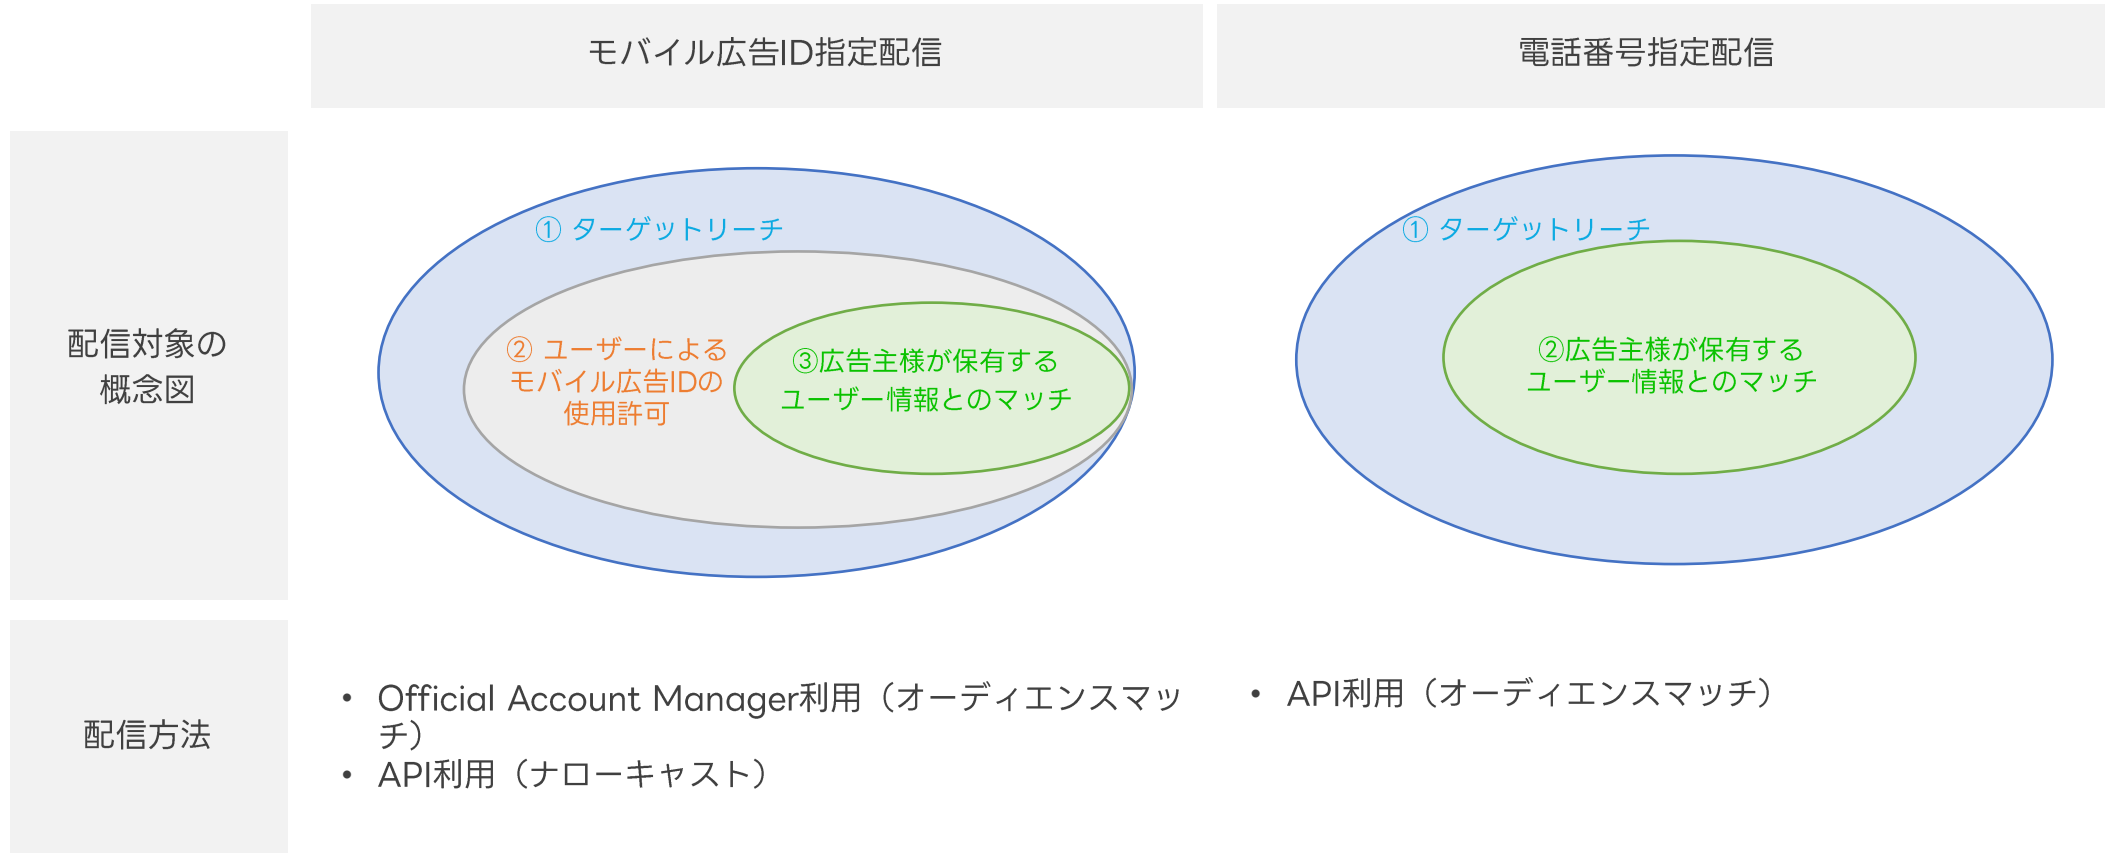 モバイル広告ID指定配信
電話番号指定配信
配信対象の
概念図
① ターゲットリーチ
② ユーザーによる
モバイル広告IDの
使用許可
③広告主様が保有する
ユーザー情報とのマッチ
① ターゲットリーチ
②広告主様が保有する
ユーザー情報とのマッチ
配信方法
• Official Account Manager利用（オーディエンスマッ
チ）
• API利用（ナローキャスト）
• API利用（オーディエンスマッチ）